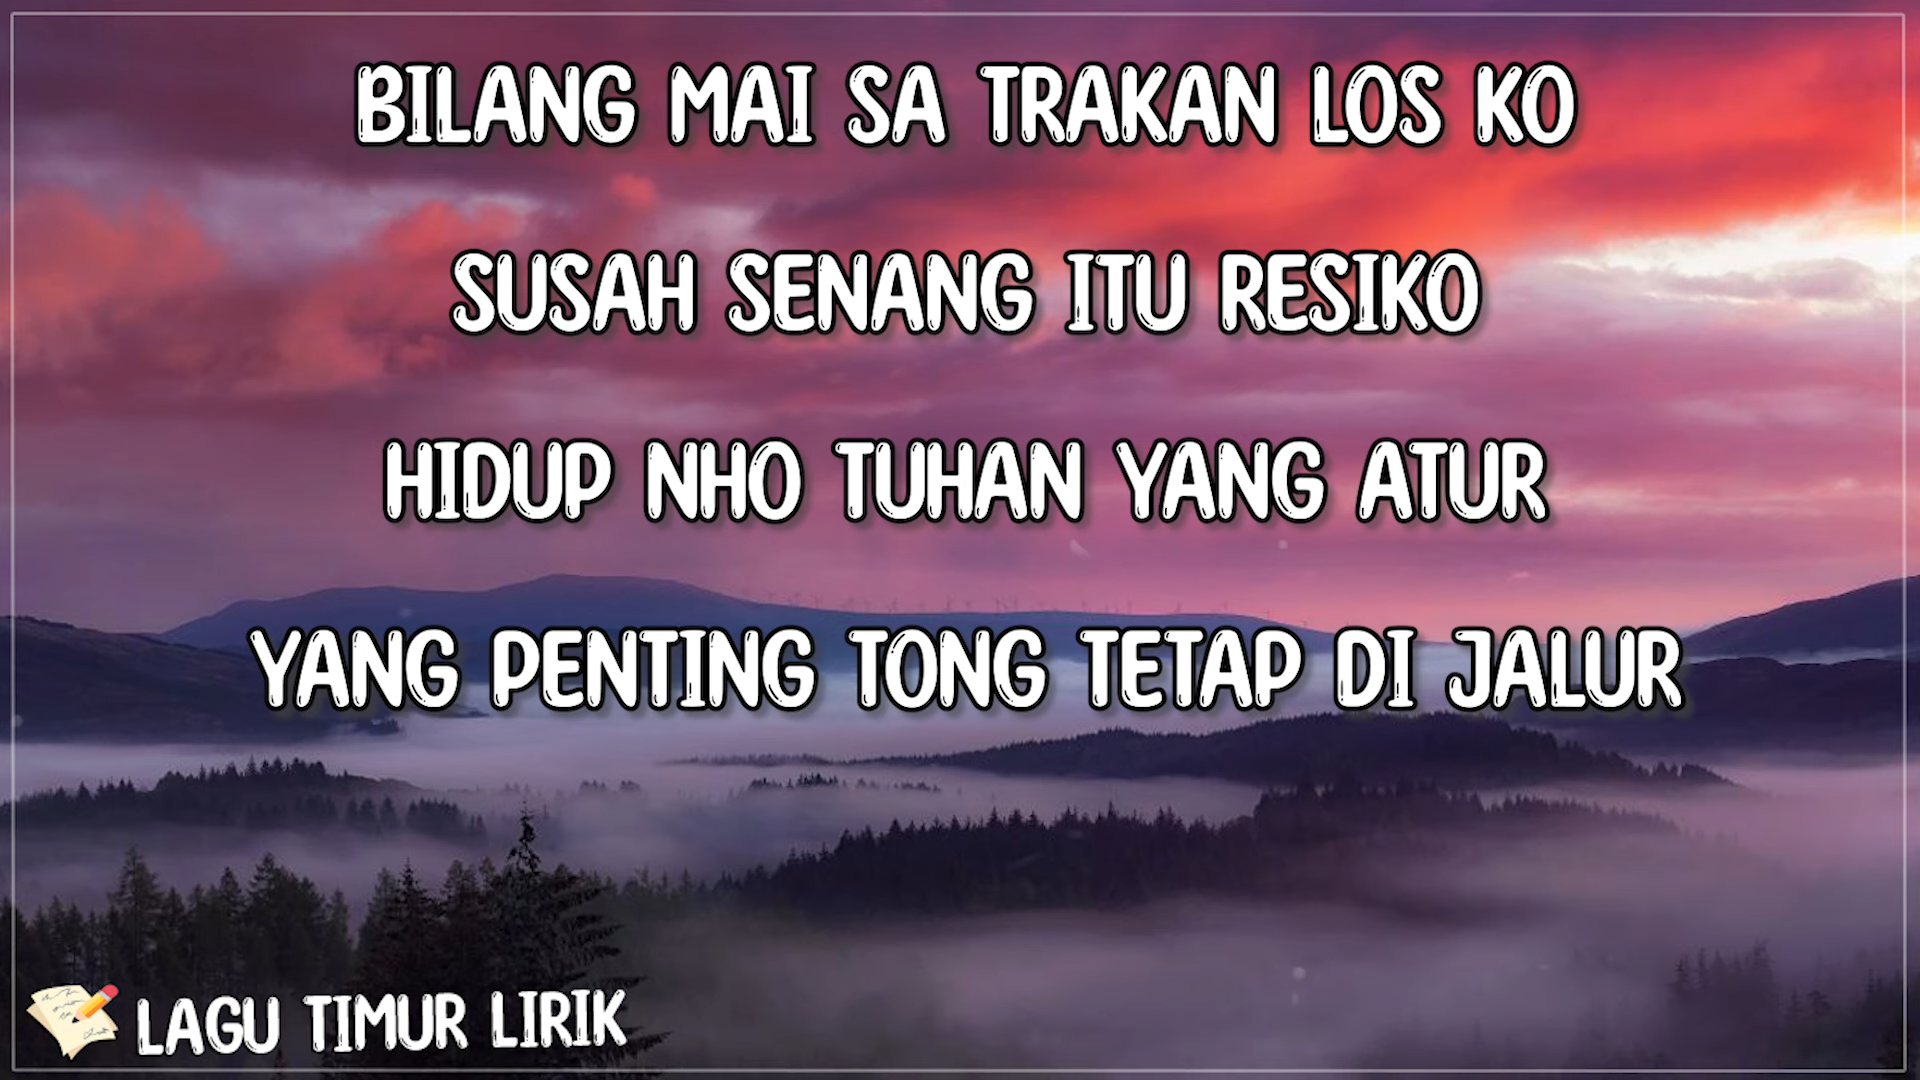 BILANG MAI SA TRAKAN LOS KO
SUSAH SENANG ITU RESIKO
HIDUP NHO TUHAN YANG ATUR
YANG PENTING TONG TETAP DI JALUR
LAGU TIMUR LIRIK